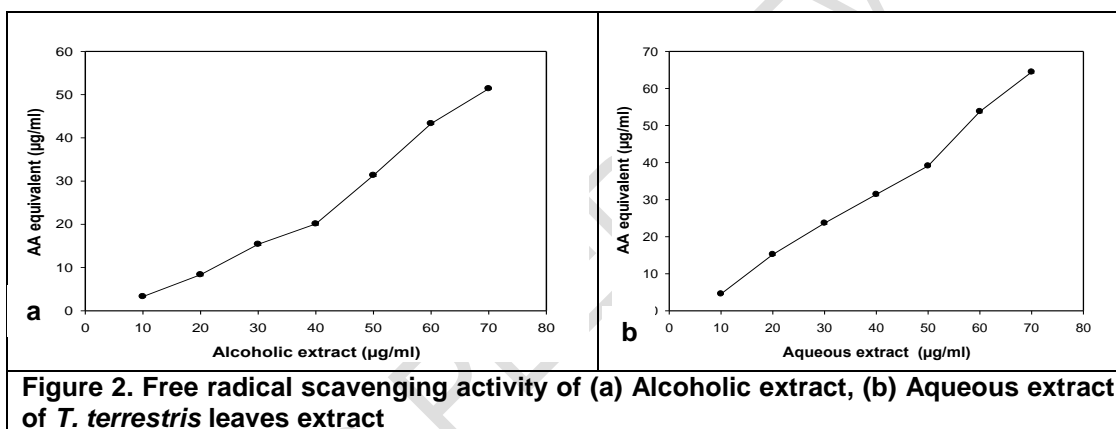 60
50
40
30
20
10
0
AA equivalent (µg/ml)
a
0 10 20 30 40 50 60 70 80
Alcoholic extract (µg/ml)
70
60
50
40
30
20
10
AA equivalent (µg/ml)
b
0 10 20 30 40 50 60 70 80
Aqueous extract (µg/ml)
Figure 2. Free radical scavenging activity of (a) Alcoholic extract, (b) Aqueous extract
of T. terrestris leaves extract